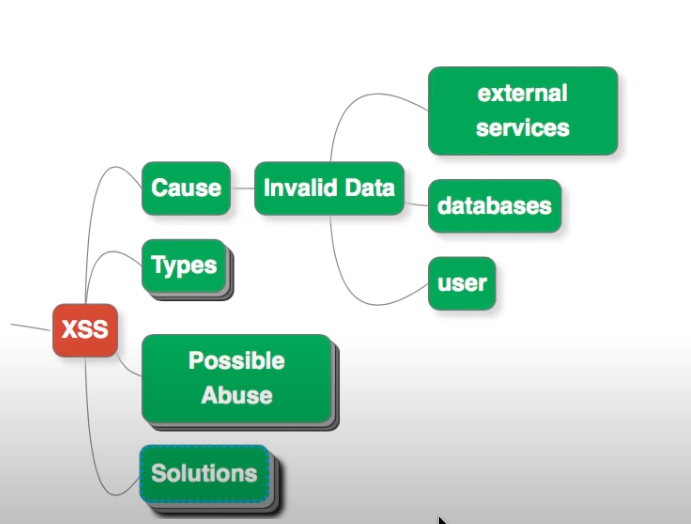 external
services
Cause
Invalid Data
databases
Types
user
XSS
Possible
Abuse
Solutions